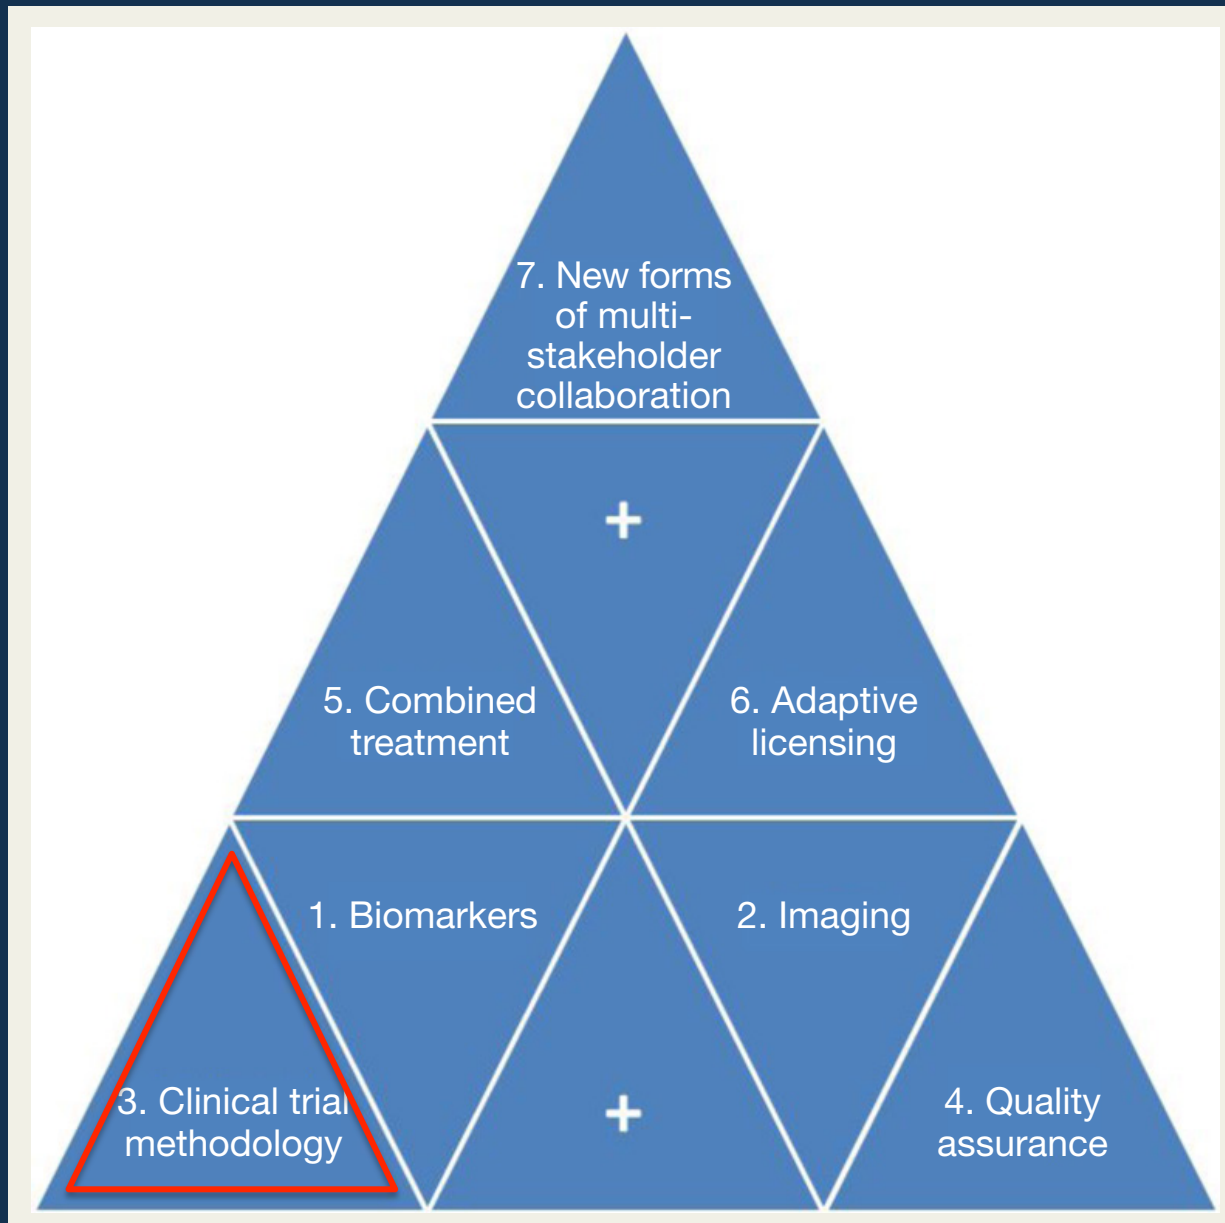 7. New forms
of multi-
stakeholder
collaboration
+
5. Combined
treatment
6. Adaptive
licensing
1. Biomarkers
2. Imaging
3. Clinical trial
methodology
+
4. Quality
assurance